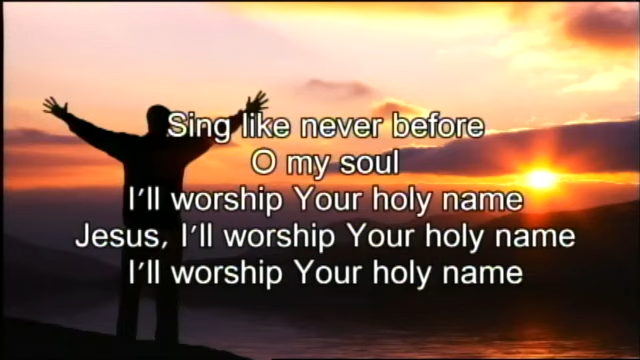 Sing like never before
O my soul
I'll worship Your holy name
Jesus, I'll worship Your holy name
I'll worship Your holy name